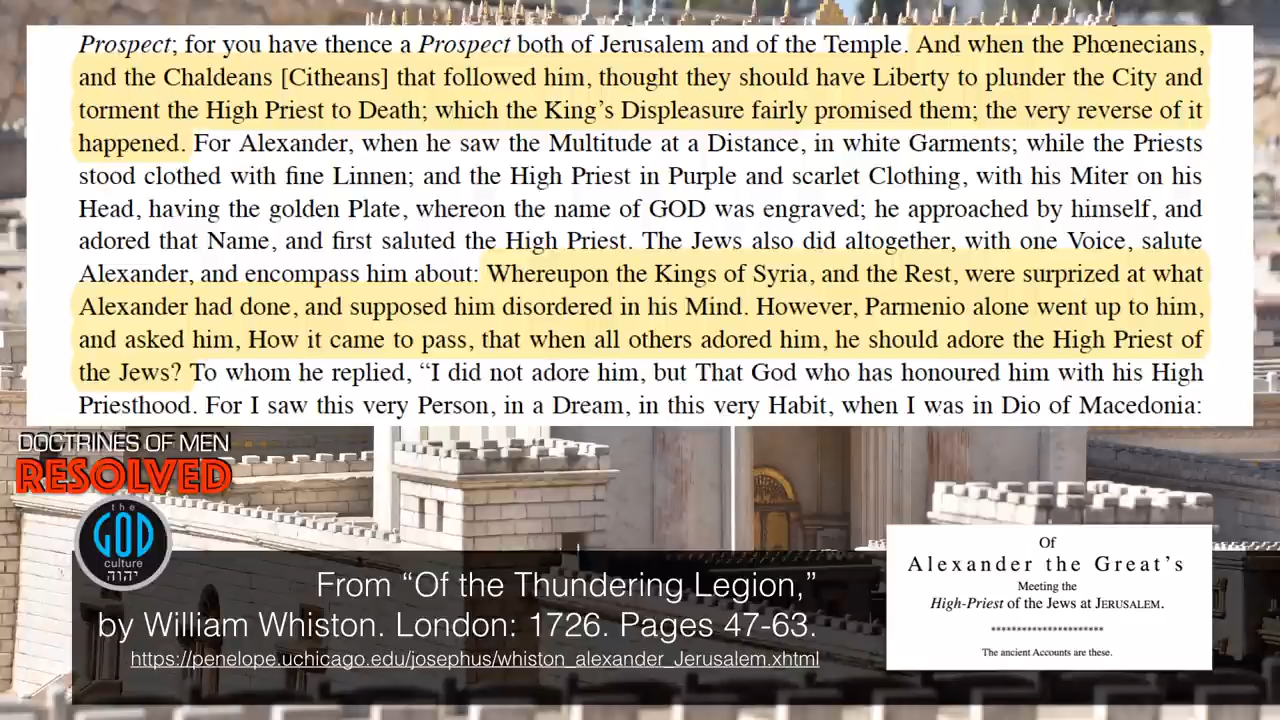 Prospect; for you have thence a Prospect both of Jerusalem and of the Temple. And when the Phœnecians,
and the Chaldeans [Citheans] that followed him, thought they should have Liberty to plunder the City and
torment the High Priest to Death; which the King’s Displeasure fairly promised them; the very reverse of it
happened. For Alexander, when he saw the Multitude at a Distance, in white Garments; while the Priests
stood clothed with fine Linnen; and the High Priest in Purple and scarlet Clothing, with his Miter on his
Head, having the golden Plate, whereon the name of GOD was engraved; he approached by himself, and
adored that Name, and first saluted the High Priest. The Jews also did altogether, with one Voice, salute
Alexander, and encompass him about: Whereupon the Kings of Syria, and the Rest, were surprized at what
Alexander had done, and supposed him disordered in his Mind. However, Parmenio alone went up to him,
and asked him, How it came to pass, that when all others adored him, he should adore the High Priest of
the Jews? To whom he replied, “I did not adore him, but That God who has honoured him with his High
Priesthood. For I saw this very Person, in a Dream, in this very Habit, when I was in Dio of Macedonia:
DOCTRINES OF MEN
RESOLVED
the
GOD
culture
יהוה
From “Of the Thundering Legion,”
by William Whiston. London: 1726. Pages 47-63.
https://penelope.uchicago.edu/josephus/whiston_alexander_Jerusalem.xhtml
Of
Alexander the Great’s
Meeting the
High-Priest of the Jews at JERUSALEM.
**********************
The ancient Accounts are these.